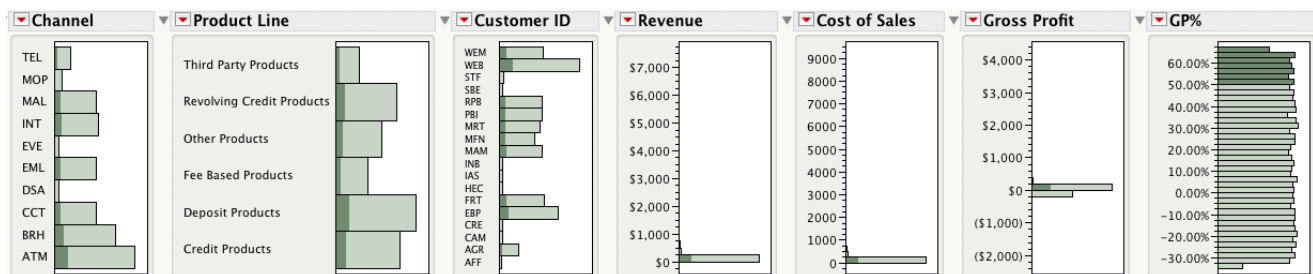 Channel
TEL
MOP
MAL
INT
EVE
EML
DSA
CCT
BRH
ATM
Product Line
Third Party Products
Revolving Credit Products
Other Products
Fee Based Products
Deposit Products
Credit Products
Customer ID
WEM
WEB
STF
SBE
RPB
PBI
MRT
MFN
MAM
INB
IAS
HEC
FRT
EBP
CRE
CAM
AGR
AFF
Revenue
$7,000
$6,000
$5,000
$4,000
$3,000
$2,000
$1,000
$0
Cost of Sales
9000
8000
7000
6000
5000
4000
3000
2000
1000
0
Gross Profit
$4,000
$3,000
$2,000
$1,000
$0
($1,000)
($2,000)
GP%
60.00%
50.00%
40.00%
30.00%
20.00%
10.00%
0.00%
-10.00%
-20.00%
-30.00%